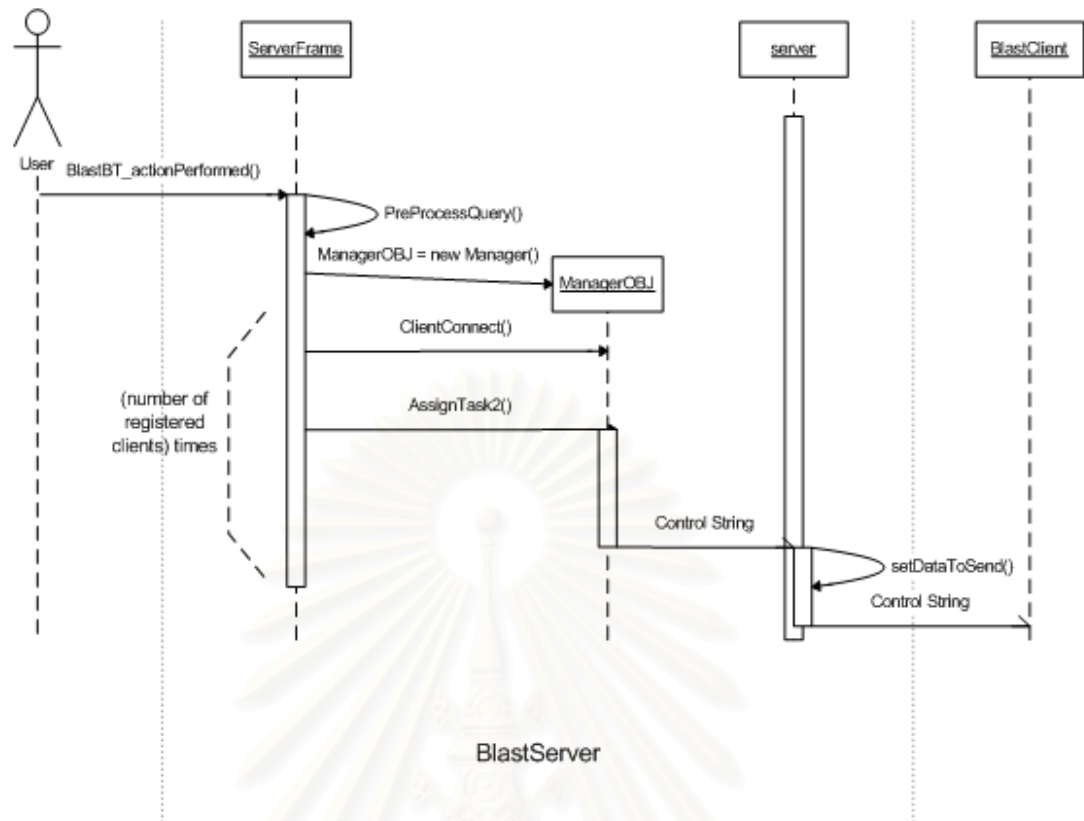 ServerFrame
server
BlastClient
User
BlastBT_actionPerformed()
PreProcessQuery()
ManagerOBJ = new Manager()
ManagerOBJ
ClientConnect()
(number of
registered
clients) times
AssignTask2()
Control String
setDataToSend()
Control String
BlastServer